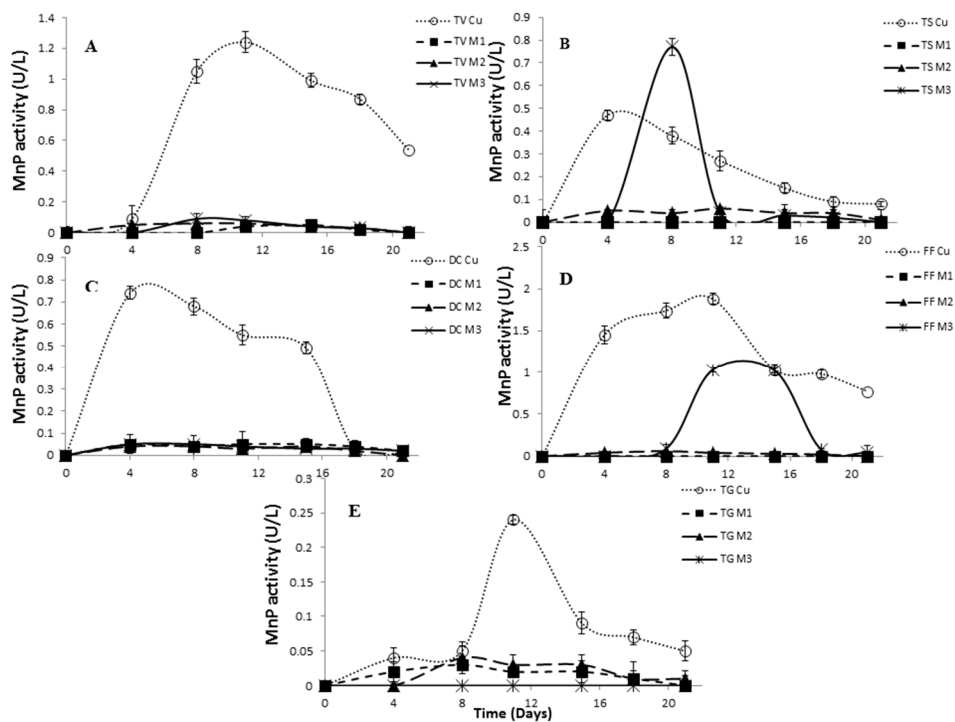 A
MnP activity (U/L)
1.4
1.2
1
0.8
0.6
0.4
0.2
0
0 4 8 12 16 20
TV Cu
TV M1
TV M2
TV M3
B
MnP activity (U/L)
0.9
0.8
0.7
0.6
0.5
0.4
0.3
0.2
0.1
0
0 4 8 12 16 20
TS Cu
TS M1
TS M2
TS M3
C
MnP activity (U/L)
0.9
0.8
0.7
0.6
0.5
0.4
0.3
0.2
0.1
0
0 4 8 12 16 20
DC Cu
DC M1
DC M2
DC M3
D
MnP activity (U/L)
2.5
2
1.5
1
0.5
0
0 4 8 12 16 20
FF Cu
FF M1
FF M2
FF M3
E
MnP activity (U/L)
0.3
0.25
0.2
0.15
0.1
0.05
0
0 4 8 12 16 20
Time (Days)
TG Cu
TG M1
TG M2
TG M3